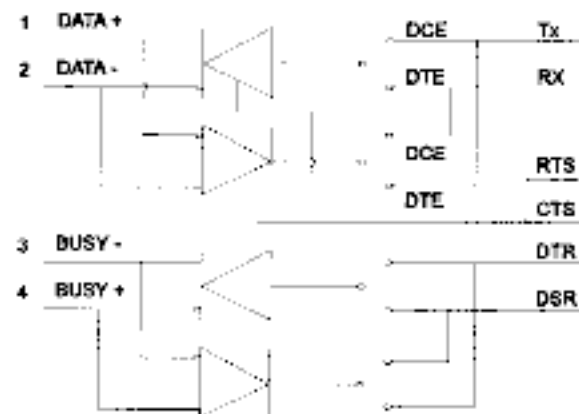 1 DATA + DCE Tx
2 DATA - DTE RX
DCE
RTS
DTE
CTS
3 BUSY - DTR
4 BUSY + DSR